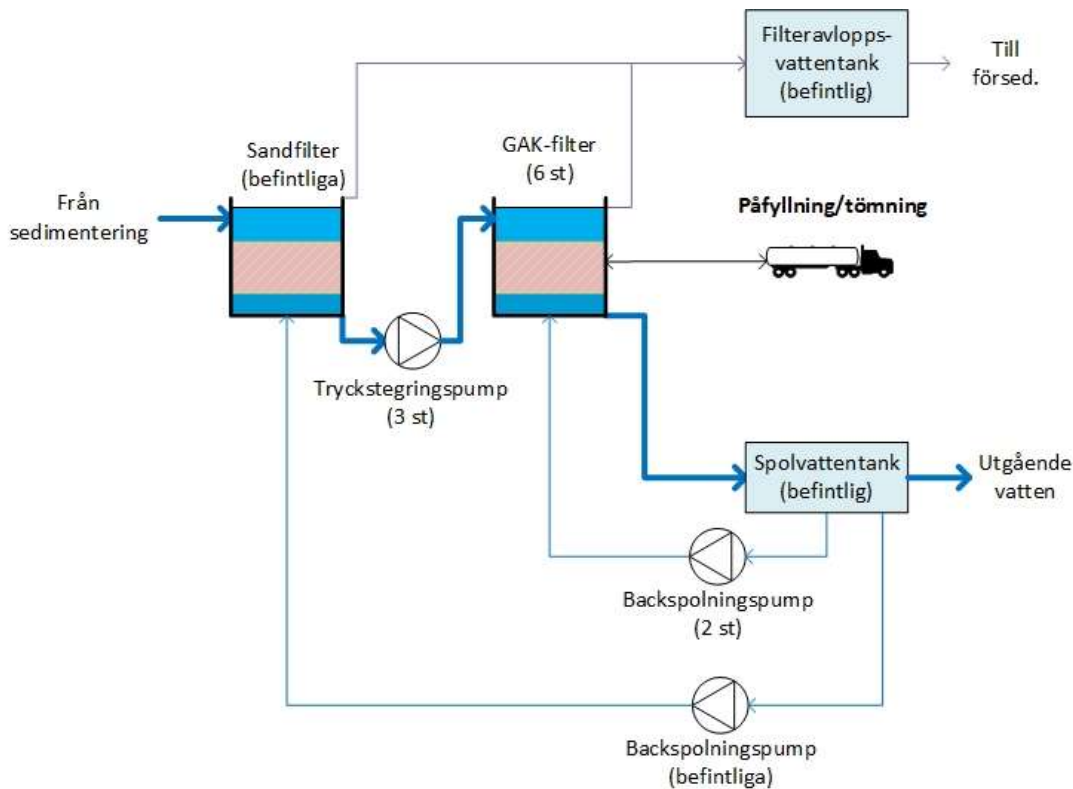 Filteravlopps-
vattentank
(befintlig)
Till
försed.
GAK-filter
(6 st)
Sandfilter
(befintliga)
Från
sedimentering
Påfyllning/tömning
Tryckstegringspump
(3 st)
Spolvattentank
(befintlig)
Utgående
vatten
Backspolningspump
(2 st)
Backspolningspump
(befintliga)